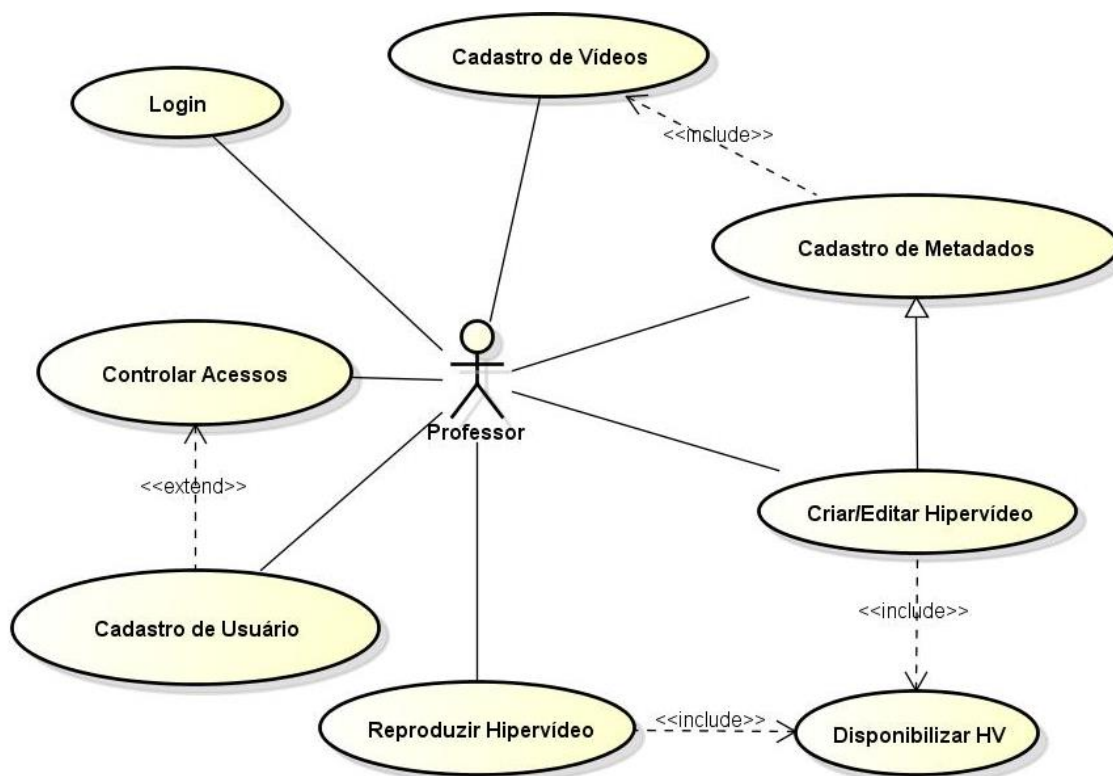 Cadastro de Vídeos
Login
<<include>>
Cadastro de Metadados
Controlar Acessos
Professor
<<extend>>
Criar/Editar Hipervídeo
Cadastro de Usuário
<<include>>
Reproduzir Hipervídeo
<<include>>
Disponibilizar HV